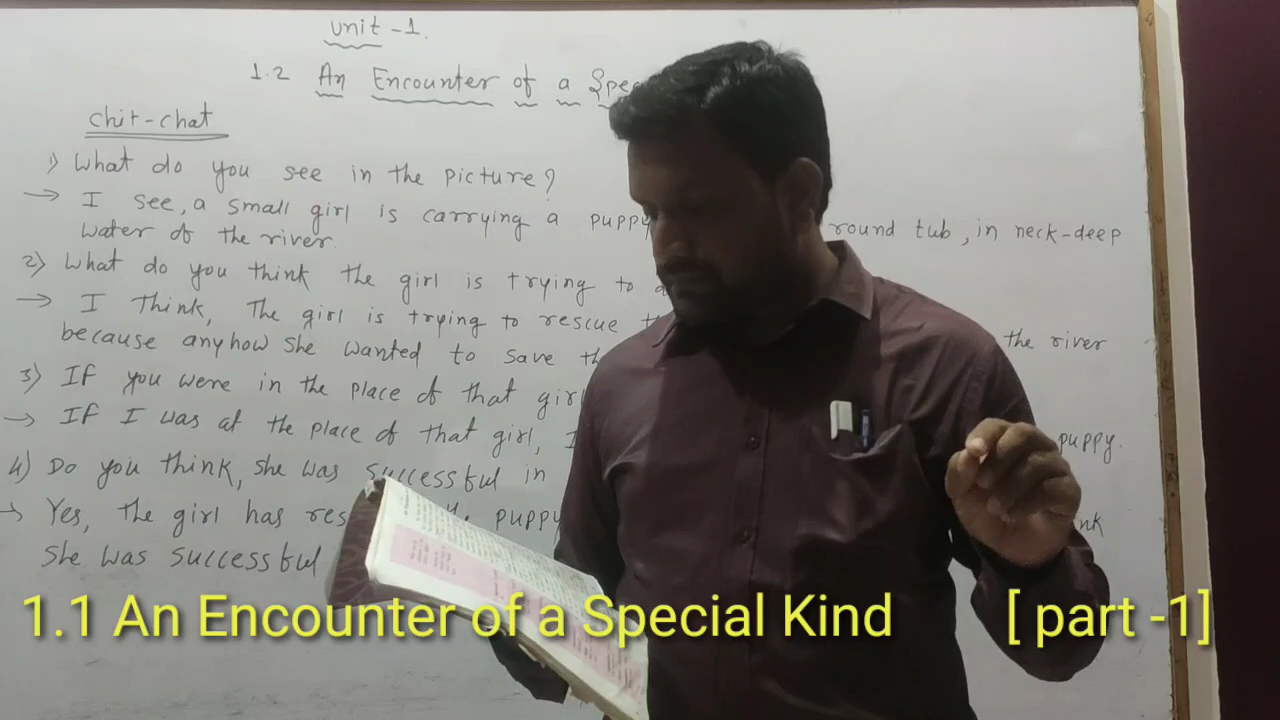 Unit -1.
1.2 An Encounter of a Spec
chit-chat
1) What do you see in the picture?
→ I see, a small girl is carrying a puppy round tub, in neck-deep
water of the river.
2) What do you think the girl is trying to
→ I think, The girl is trying to rescue the river
because anyhow she wanted to save
3) If you were in the place of that girl
→ If I was at the place of that girl, I puppy.
4) Do you think, she was successful in
→ Yes, the girl has puppy
she was successful
1.1 An Encounter of a Special Kind [ part -1]